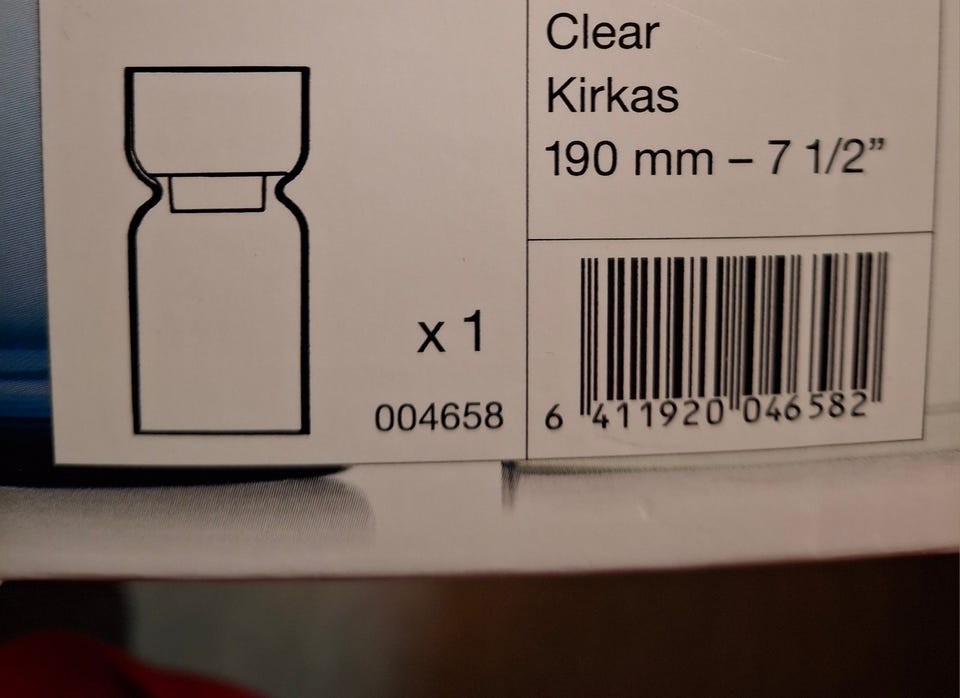 Clear
Kirkas
190 mm – 7 1/2”
x 1
004658
6 411920 046582